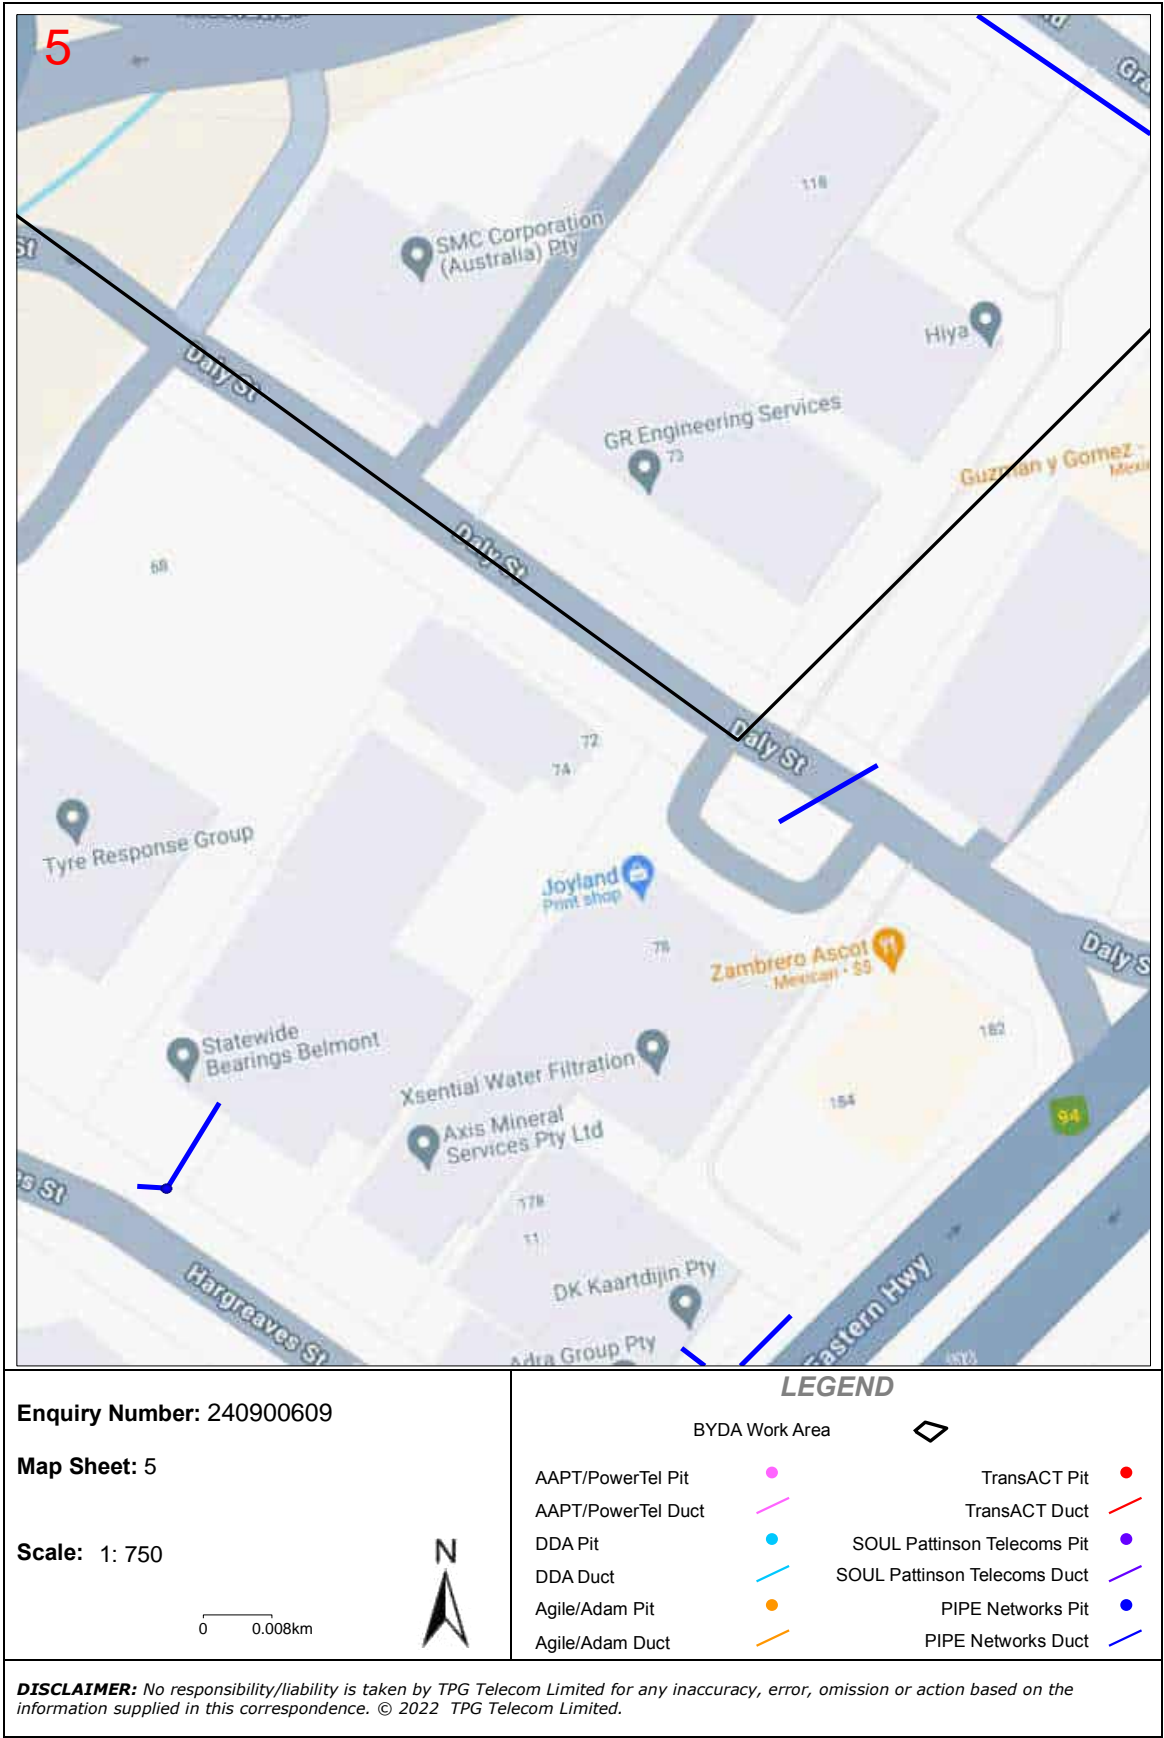 5
Gra
118
St
SMC Corporation
(Australia) Pty
Hiya
Daly St
GR Engineering Services
73
Guzman y Gomez -
Mexic
Daly St
68
72
74
Daly St
Tyre Response Group
Joyland
Print shop
78
Zambrero Ascot
Mexican • $$
Daly S
182
Statewide
Bearings Belmont
Xsential Water Filtration
184
94
Axis Mineral
Services Pty Ltd
es St
178
11
Hargreaves St
DK Kaartdijin Pty
Eastern Hwy
Adra Group Pty
Enquiry Number: 240900609
Map Sheet: 5
Scale: 1: 750
0 0.008km
N
LEGEND
BYDA Work Area
AAPT/PowerTel Pit
AAPT/PowerTel Duct
DDA Pit
DDA Duct
Agile/Adam Pit
Agile/Adam Duct
TransACT Pit
TransACT Duct
SOUL Pattinson Telecoms Pit
SOUL Pattinson Telecoms Duct
PIPE Networks Pit
PIPE Networks Duct
DISCLAIMER: No responsibility/liability is taken by TPG Telecom Limited for any inaccuracy, error, omission or action based on the
information supplied in this correspondence. © 2022 TPG Telecom Limited.